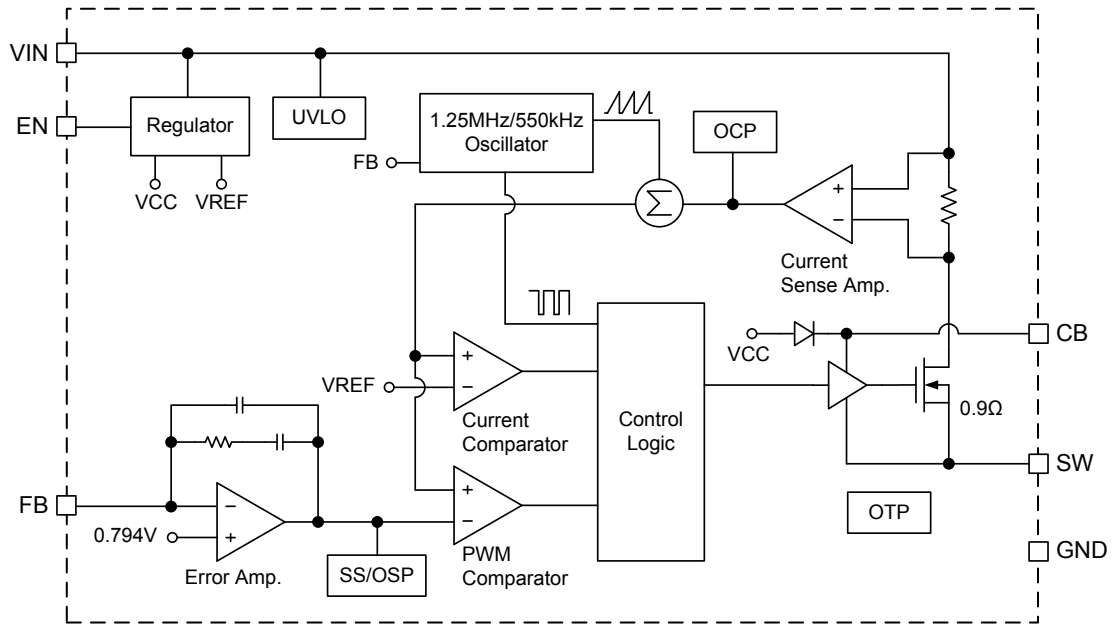 VIN
EN
Regulator
UVLO
1.25MHz/550kHz
Oscillator
OCP
FB
VCC
VREF
Σ
+
−
Current
Sense Amp.
VCC
CB
VREF
+
−
Current
Comparator
Control
Logic
0.9Ω
SW
FB
−
0.794V
+
Error Amp.
SS/OSP
+
−
PWM
Comparator
OTP
GND